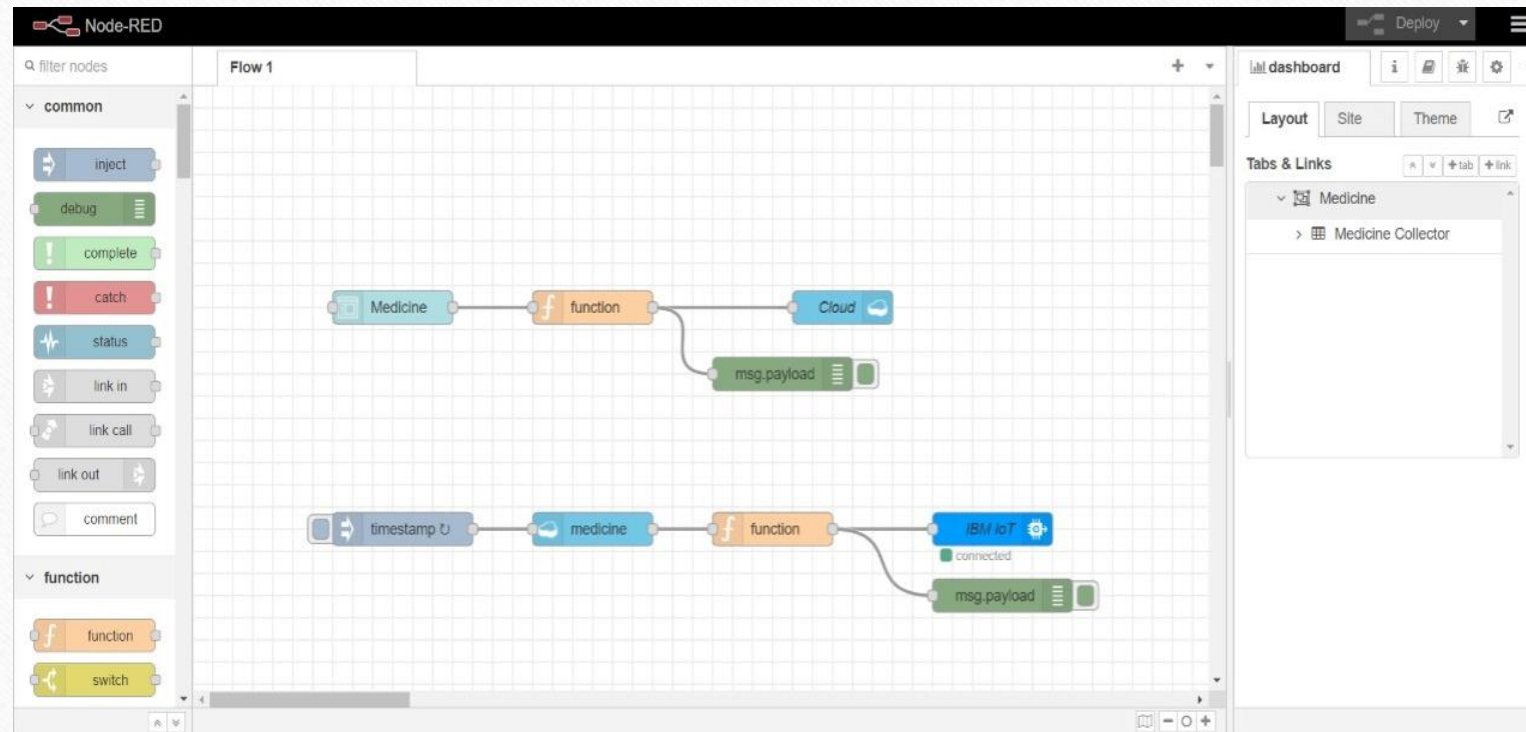 Node-RED
Deploy
filter nodes
Flow 1
dashboard
i
common
Layout
Site
Theme
inject
Tabs & Links
+ tab
+ link
debug
Medicine
complete
Medicine Collector
catch
Medicine
function
Cloud
status
msg.payload
link in
link call
link out
comment
timestamp ↻
medicine
function
IBM IoT
connected
function
msg.payload
function
switch